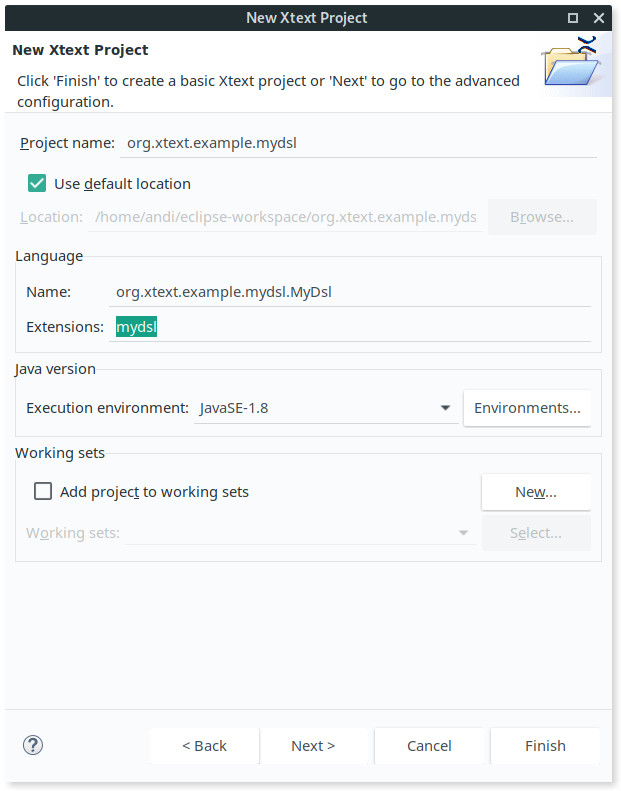 New Xtext Project
New Xtext Project
Click 'Finish' to create a basic Xtext project or 'Next' to go to the advanced
configuration.
Project name: org.xtext.example.mydsl
Use default location
Location: /home/andi/eclipse-workspace/org.xtext.example.myds Browse...
Language
Name: org.xtext.example.mydsl.MyDsl
Extensions: mydsl
Java version
Execution environment: JavaSE-1.8 Environments...
Working sets
Add project to working sets New...
Working sets: Select...
? < Back Next > Cancel Finish